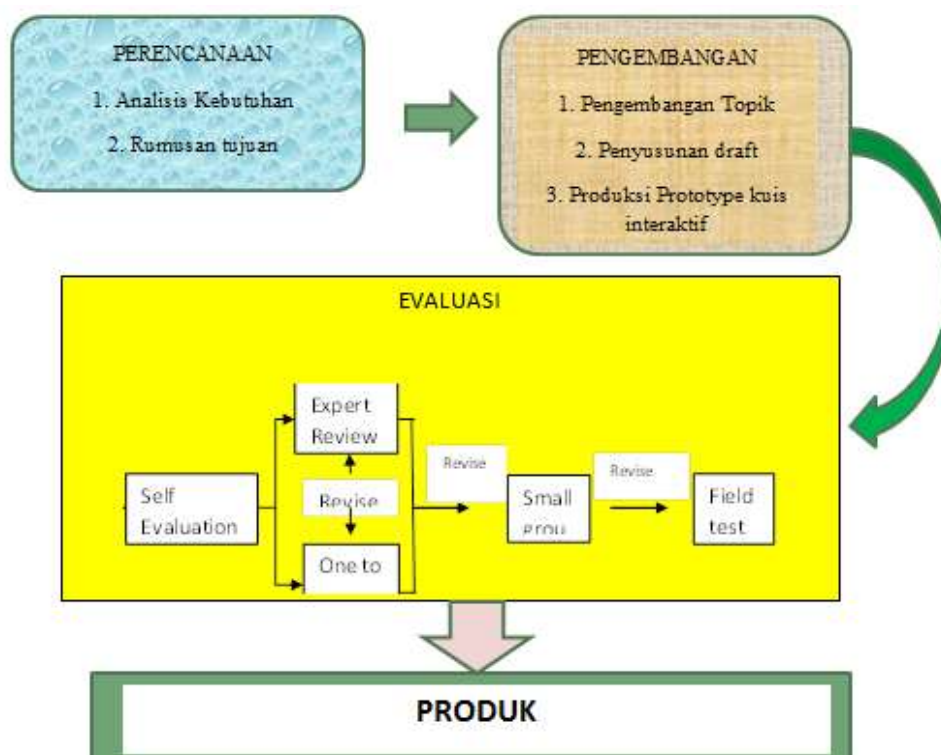 PERENCANAAN
1. Analisis Kebutuhan
2. Rumusan tujuan
PENGEMBANGAN
1. Pengembangan Topik
2. Penyusunan draft
3. Produksi Prototype kuis
interaktif
EVALUASI
Self
Evaluation
Expert
Review
Revise
One to
Revise
Small
Revise
Field
test
PRODUK